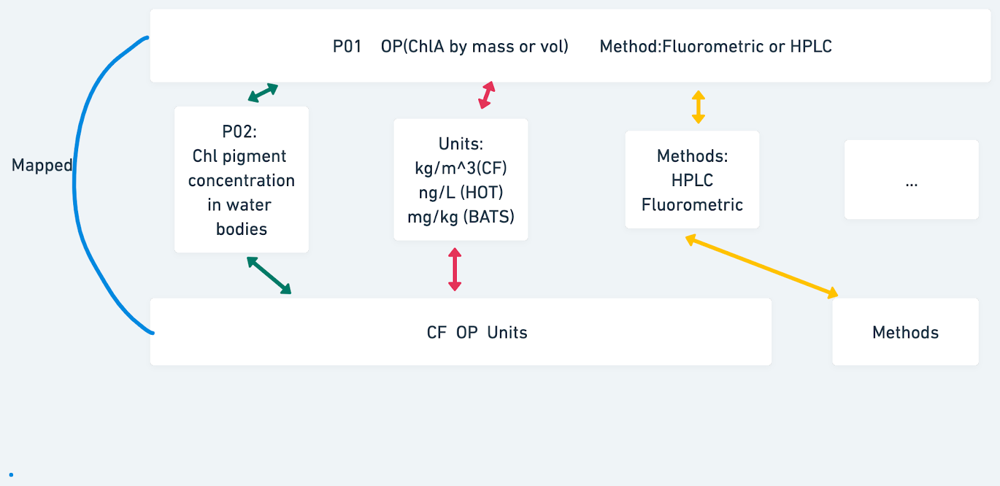 P01 OP(ChlA by mass or vol) Method:Fluorometric or HPLC
P02:
Chl pigment
concentration
in water
bodies
Units:
kg/m^3(CF)
ng/L (HOT)
mg/kg (BATS)
Methods:
HPLC
Fluorometric
...
Mapped
CF OP Units
Methods